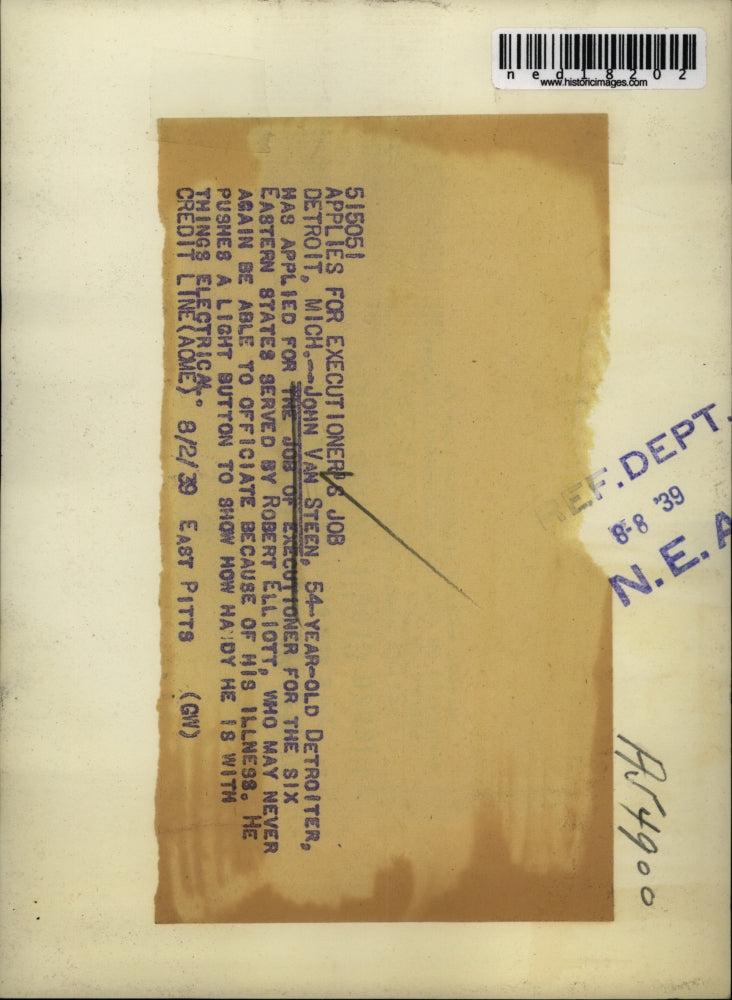 ned18202
www.historicimages.com
515051
APPLIES FOR EXECUTIONER'S JOB
DETROIT, MICH.--JOHN VAN STEEN, 54-YEAR-OLD DETROITER,
HAS APPLIED FOR THE JOB OF EXECUTIONER FOR THE SIX
EASTERN STATES SERVED BY ROBERT ELLIOTT, WHO MAY NEVER
AGAIN BE ABLE TO OFFICIATE BECAUSE OF HIS ILLNESS. HE
PUSHES A LIGHT BUTTON TO SHOW HOW HA DY HE IS WITH
THINGS ELECTRICAL.
CREDIT LINE (ACME) 8/2/39 EAST PITTS (GW)
REF. DEPT.
8-8 '39
N.E.A
4900